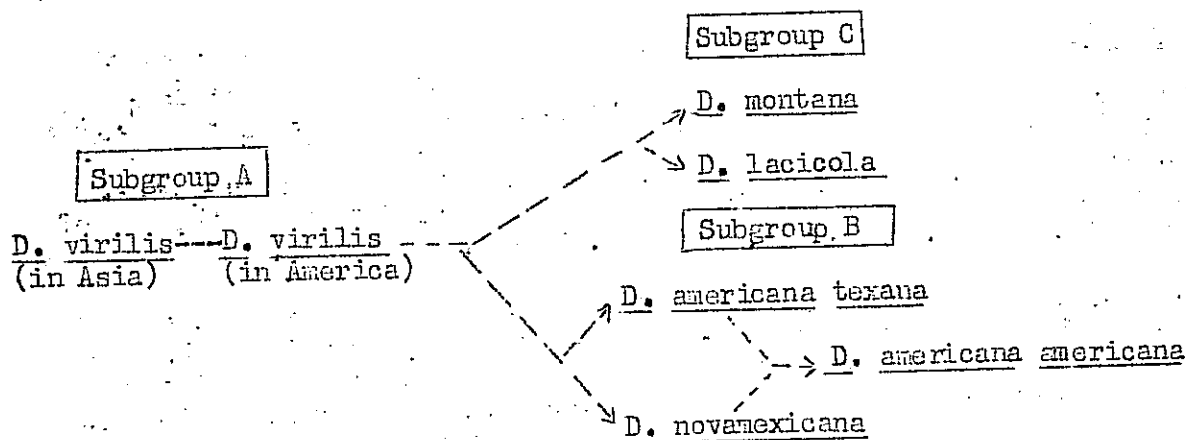 Subgroup C
D. montana
Subgroup A
D. lacicola
D. virilis----D. virilis
Subgroup B
(in Asia) (in America)
D. americana texana
D. americana americana
D. novamexicana